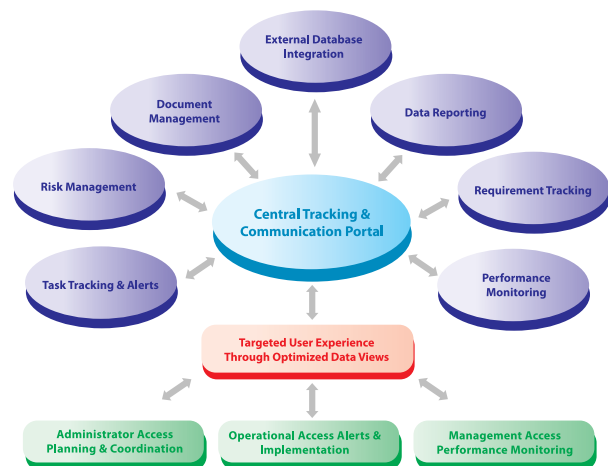 External Database
Integration
Document
Management
Data Reporting
Risk Management
Requirement Tracking
Central Tracking &
Communication Portal
Task Tracking & Alerts
Performance
Monitoring
Targeted User Experience
Through Optimized Data Views
Administrator Access
Planning & Coordination
Operational Access Alerts &
Implementation
Management Access
Performance Monitoring